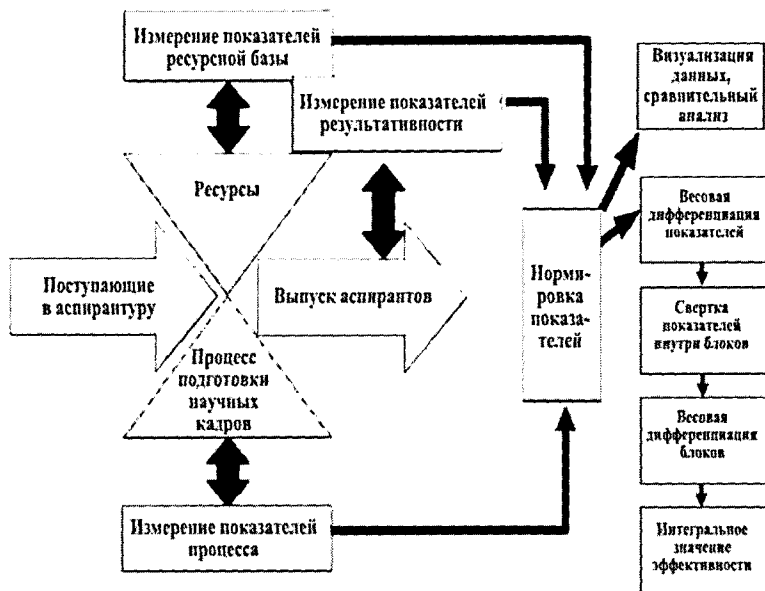 Измерение показателей
ресурсной базы
Измерение показателей
результативности
Визуализация
данных,
сравнительный
анализ
Ресурсы
Весовая
дифференциация
показателей
Поступающие
в аспирантуру
Выпуск аспирантов
Норми-
ровка
показа-
телей
Свертка
показателей
внутри блоков
Процесс
подготовки
научных
кадров
Весовая
дифференциация
блоков
Измерение показателей
процесса
Интегральное
значение
эффективности